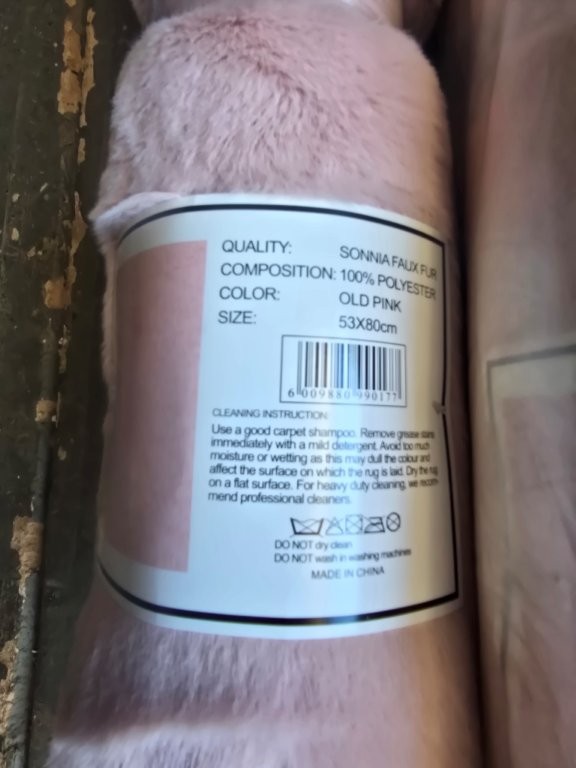 QUALITY: SONNIA FAUX FUR
COMPOSITION: 100% POLYESTER
COLOR: OLD PINK
SIZE: 53X80cm
6 009880 990177
CLEANING INSTRUCTION:
Use a good carpet shampoo. Remove grease stains
immediately with a mild detergent. Avoid too much
moisture or wetting as this may dull the colour and
affect the surface on which the rug is laid. Dry the rug
on a flat surface. For heavy duty cleaning, we recom-
mend professional cleaners.
DO NOT dry clean
DO NOT wash in washing machines
MADE IN CHINA